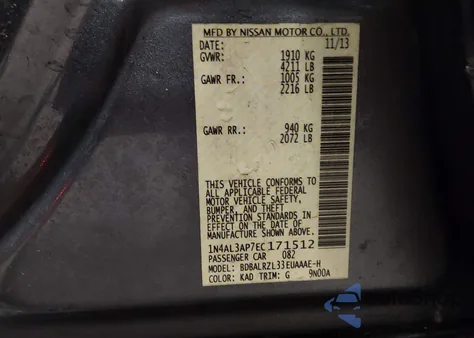 MFD BY NISSAN MOTOR CO., LTD.
DATE: 11/13
GVWR: 1910 KG
4211 LB
GAWR FR.: 1005 KG
2216 LB
GAWR RR.: 940 KG
2072 LB
THIS VEHICLE CONFORMS TO
ALL APPLICABLE FEDERAL
MOTOR VEHICLE SAFETY,
BUMPER, AND THEFT
PREVENTION STANDARDS IN
EFFECT ON THE DATE OF
MANUFACTURE SHOWN ABOVE.
1N4AL3AP7EC171512
PASSENGER CAR 082
MODEL: BDBALRZL33EUAAAE-H
COLOR: KAD TRIM: G 9N00A